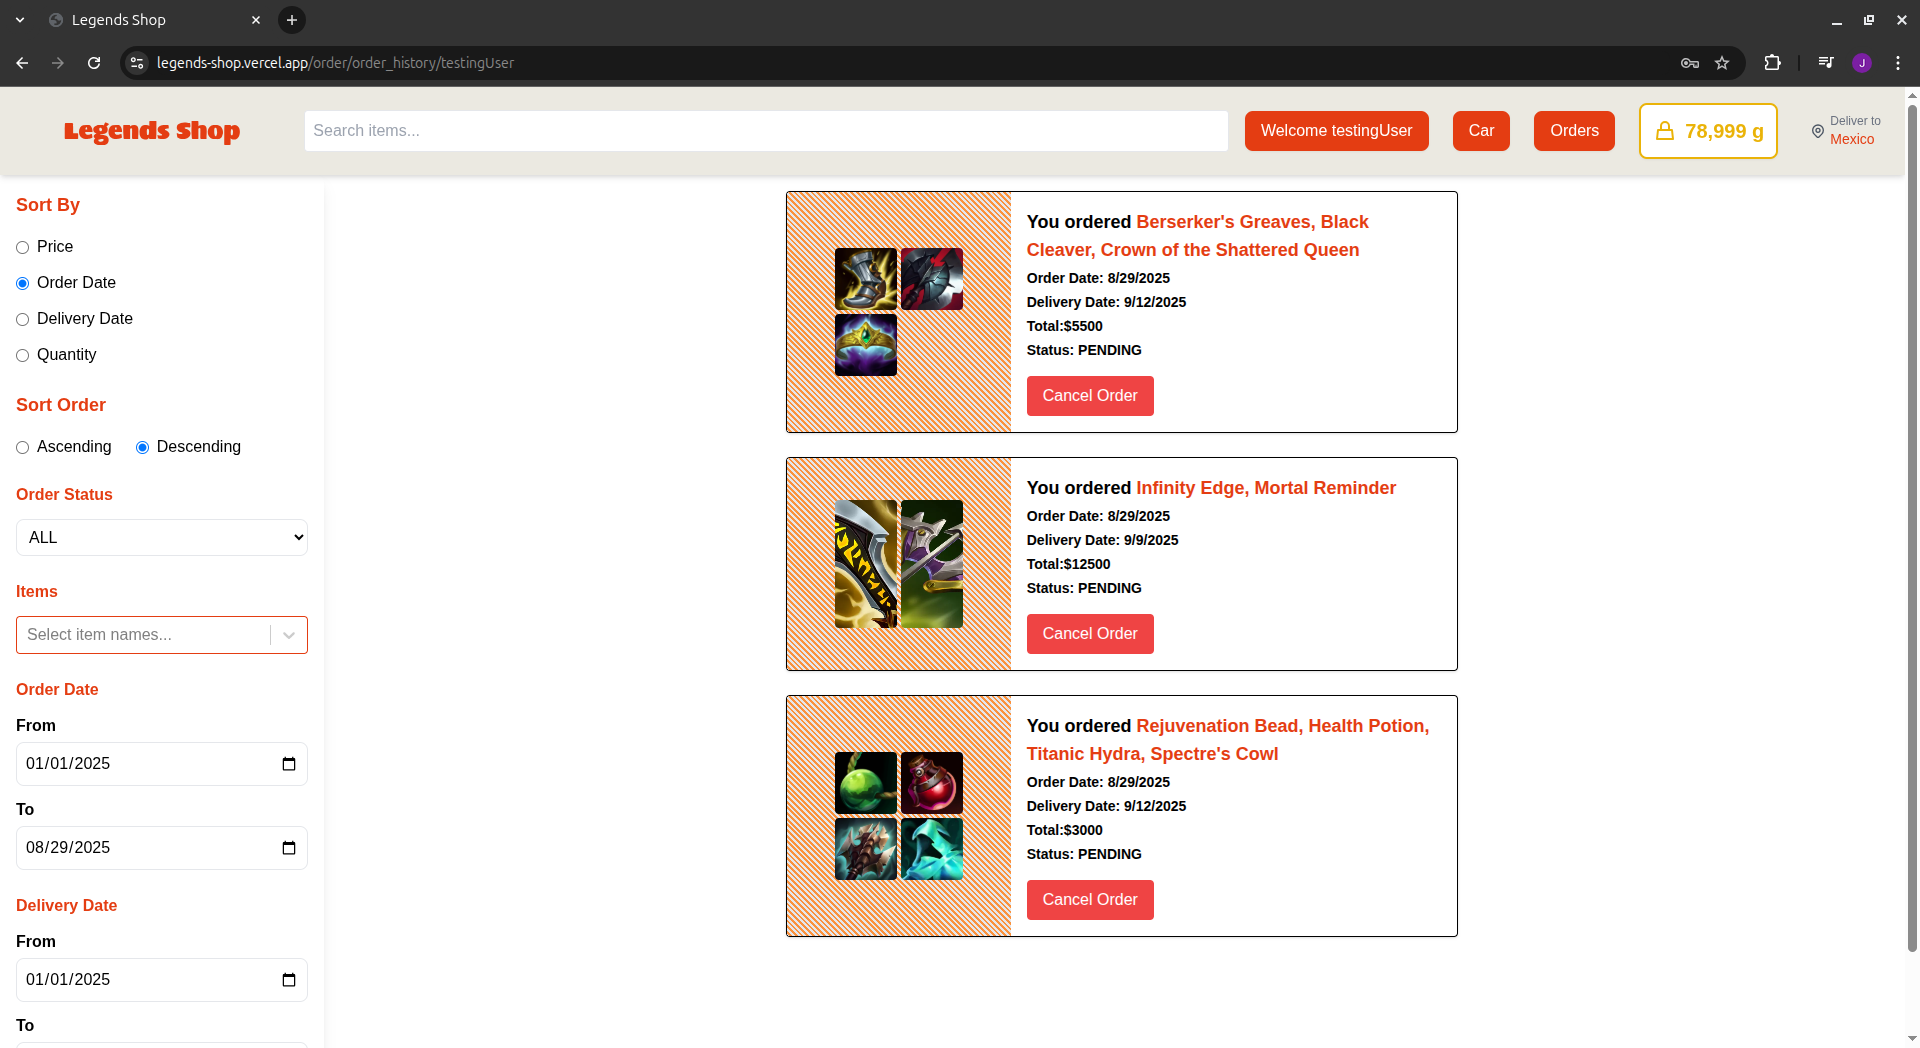 Legends Shop
legends-shop.vercel.app/order/order_history/testingUser
J
Legends Shop
Search items...
Welcome testingUser
Car
Orders
78,999 g
Deliver to
Mexico
Sort By
Price
Order Date
Delivery Date
Quantity
Sort Order
Ascending
Descending
Order Status
ALL
Items
Select item names...
Order Date
From
01/01/2025
To
08/29/2025
Delivery Date
From
01/01/2025
To
You ordered Berserker's Greaves, Black
Cleaver, Crown of the Shattered Queen
Order Date: 8/29/2025
Delivery Date: 9/12/2025
Total:$5500
Status: PENDING
Cancel Order
You ordered Infinity Edge, Mortal Reminder
Order Date: 8/29/2025
Delivery Date: 9/9/2025
Total:$12500
Status: PENDING
Cancel Order
You ordered Rejuvenation Bead, Health Potion,
Titanic Hydra, Spectre's Cowl
Order Date: 8/29/2025
Delivery Date: 9/12/2025
Total:$3000
Status: PENDING
Cancel Order